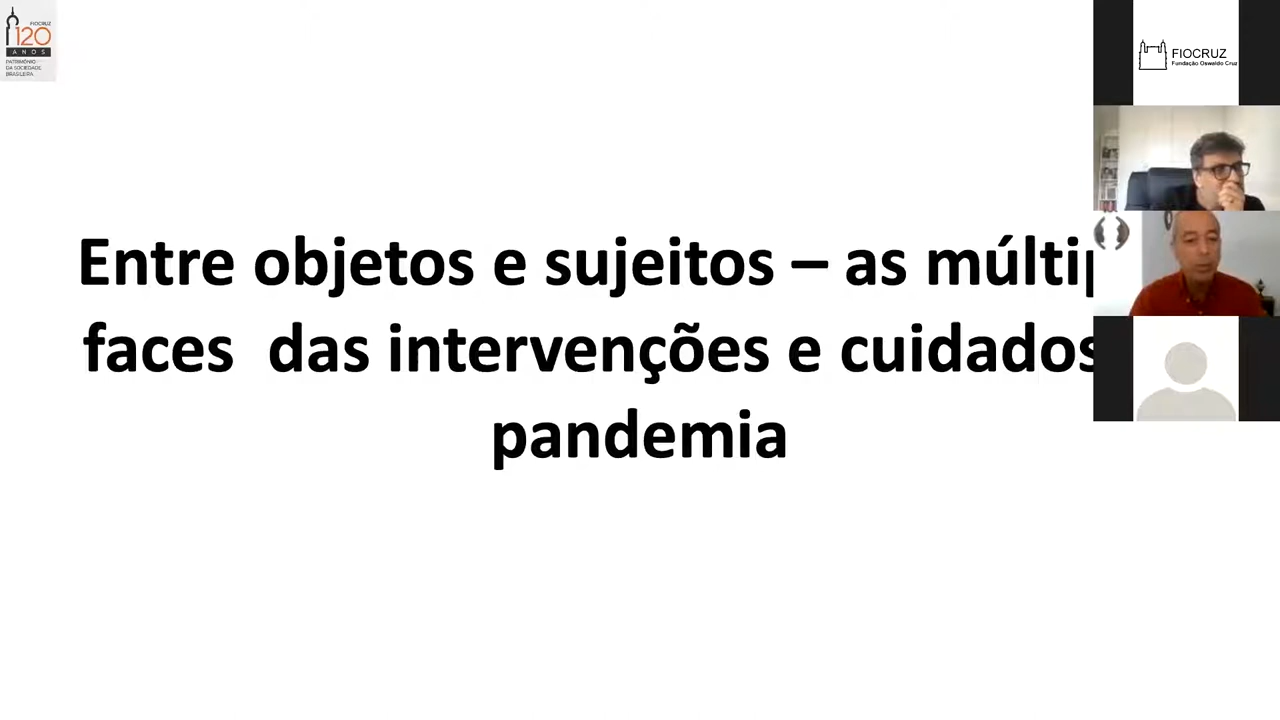 FIOCRUZ
120
ANOS
PATRIMÔNIO
DA SOCIEDADE
BRASILEIRA
FIOCRUZ
Fundação Oswaldo Cruz
Entre objetos e sujeitos – as múltip
faces das intervenções e cuidados
pandemia